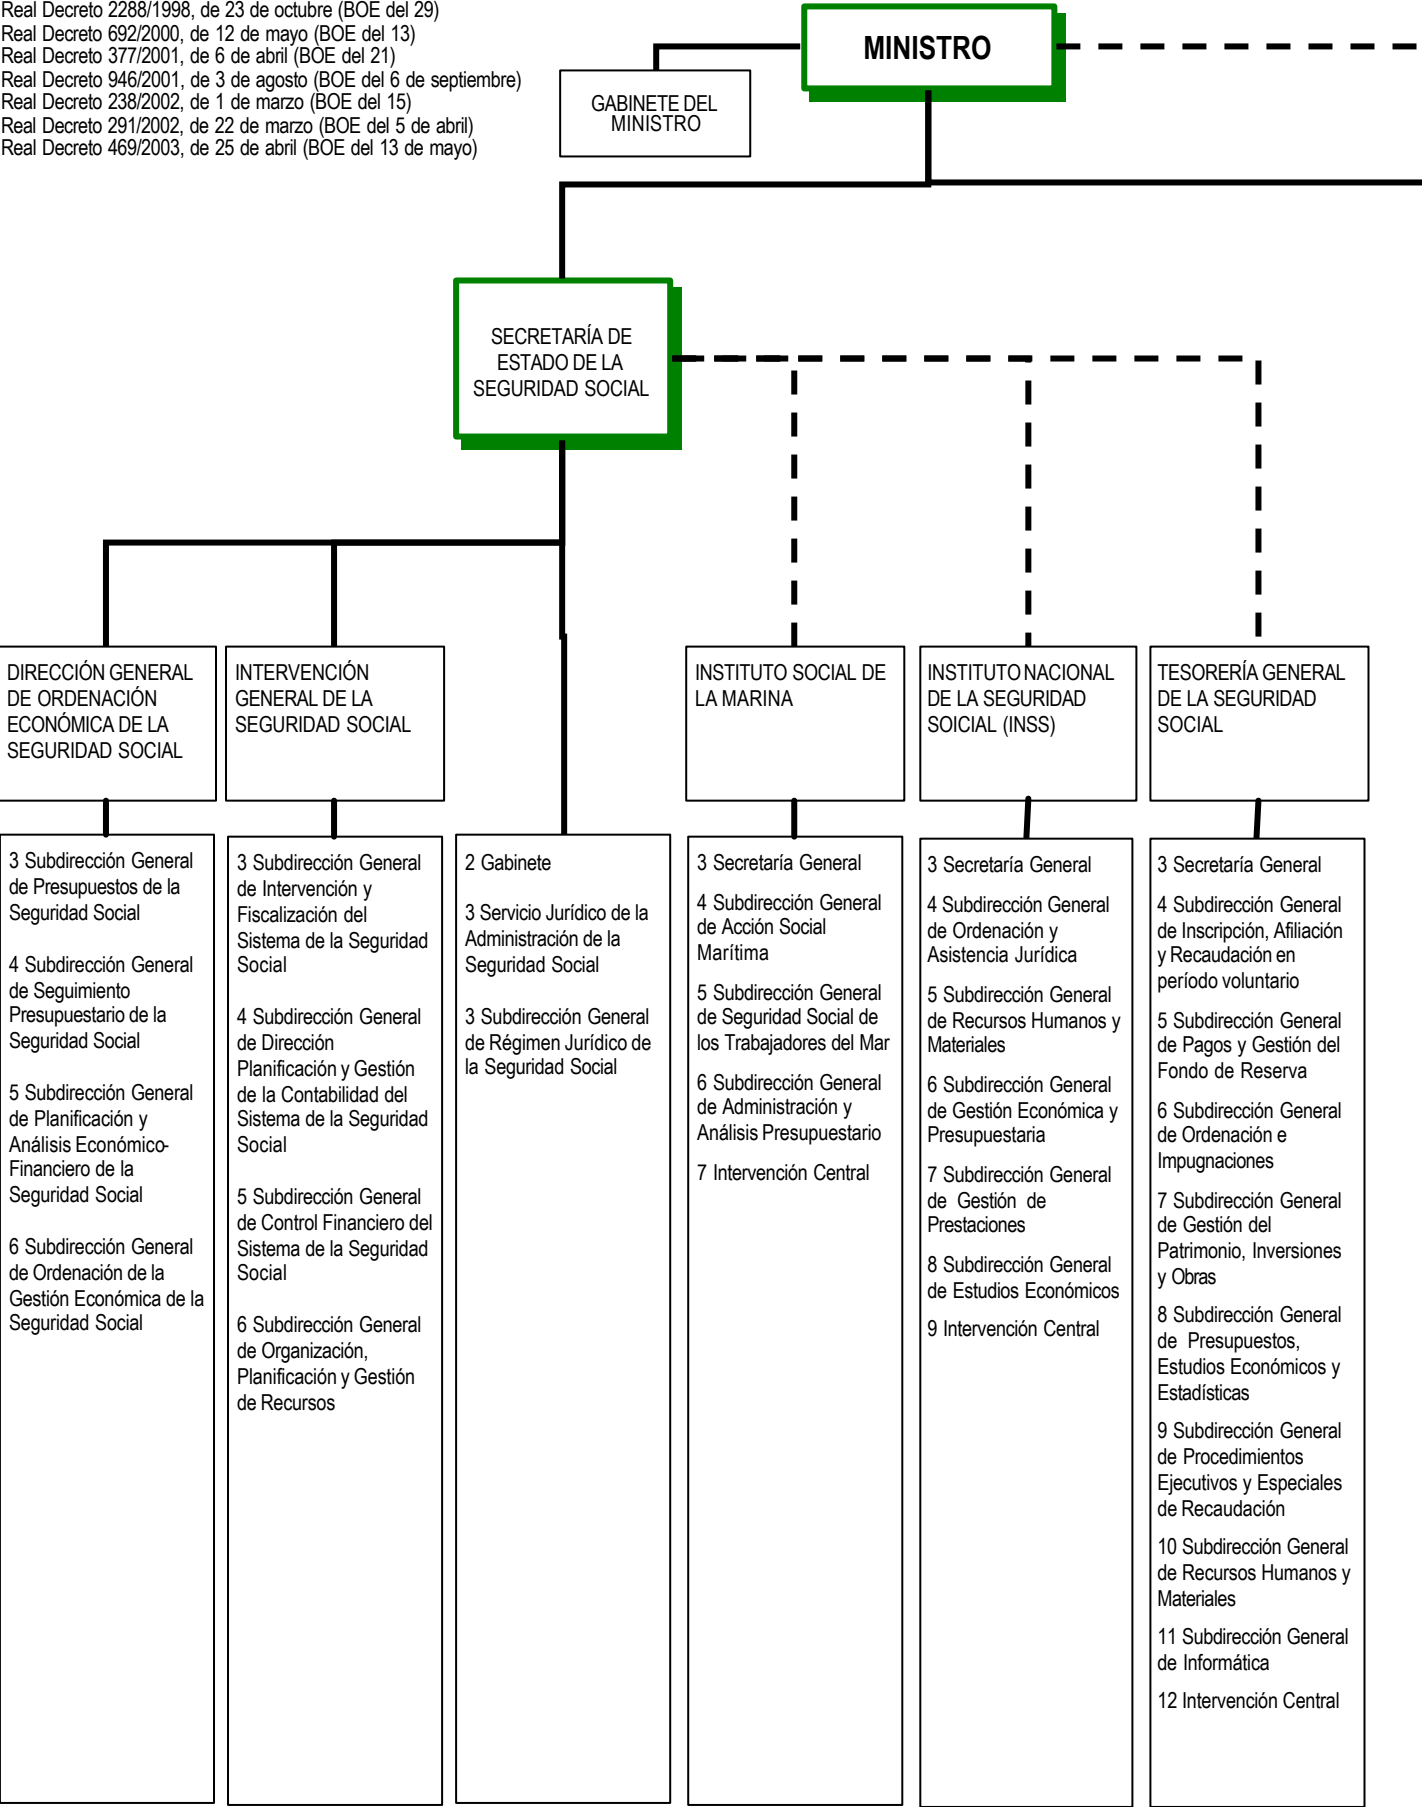 Real Decreto 2288/1998, de 23 de octubre (BOE del 29)
Real Decreto 692/2000, de 12 de mayo (BOE del 13)
Real Decreto 377/2001, de 6 de abril (BOE del 21)
Real Decreto 946/2001, de 3 de agosto (BOE del 6 de septiembre)
Real Decreto 238/2002, de 1 de marzo (BOE del 15)
Real Decreto 291/2002, de 22 de marzo (BOE del 5 de abril)
Real Decreto 469/2003, de 25 de abril (BOE del 13 de mayo)
MINISTRO
GABINETE DEL
MINISTRO
SECRETARÍA DE
ESTADO DE LA
SEGURIDAD SOCIAL
DIRECCIÓN GENERAL
DE ORDENACIÓN
ECONÓMICA DE LA
SEGURIDAD SOCIAL
INTERVENCIÓN
GENERAL DE LA
SEGURIDAD SOCIAL
INSTITUTO SOCIAL DE
LA MARINA
INSTITUTO NACIONAL
DE LA SEGURIDAD
SOICIAL (INSS)
TESORERÍA GENERAL
DE LA SEGURIDAD
SOCIAL
3 Subdirección General
de Presupuestos de la
Seguridad Social
4 Subdirección General
de Seguimiento
Presupuestario de la
Seguridad Social
5 Subdirección General
de Planificación y
Análisis Económico-
Financiero de la
Seguridad Social
6 Subdirección General
de Ordenación de la
Gestión Económica de la
Seguridad Social
3 Subdirección General
de Intervención y
Fiscalización del
Sistema de la Seguridad
Social
4 Subdirección General
de Dirección
Planificación y Gestión
de la Contabilidad del
Sistema de la Seguridad
Social
5 Subdirección General
de Control Financiero del
Sistema de la Seguridad
Social
6 Subdirección General
de Organización,
Planificación y Gestión
de Recursos
2 Gabinete
3 Servicio Jurídico de la
Administración de la
Seguridad Social
3 Subdirección General
de Régimen Jurídico de
la Seguridad Social
3 Secretaría General
4 Subdirección General
de Acción Social
Marítima
5 Subdirección General
de Seguridad Social de
los Trabajadores del Mar
6 Subdirección General
de Administración y
Análisis Presupuestario
7 Intervención Central
3 Secretaría General
4 Subdirección General
de Ordenación y
Asistencia Jurídica
5 Subdirección General
de Recursos Humanos y
Materiales
6 Subdirección General
de Gestión Económica y
Presupuestaria
7 Subdirección General
de Gestión de
Prestaciones
8 Subdirección General
de Estudios Económicos
9 Intervención Central
3 Secretaría General
4 Subdirección General
de Inscripción, Afiliación
y Recaudación en
período voluntario
5 Subdirección General
de Pagos y Gestión del
Fondo de Reserva
6 Subdirección General
de Ordenación e
Impugnaciones
7 Subdirección General
de Gestión del
Patrimonio, Inversiones
y Obras
8 Subdirección General
de Presupuestos,
Estudios Económicos y
Estadísticas
9 Subdirección General
de Procedimientos
Ejecutivos y Especiales
de Recaudación
10 Subdirección General
de Recursos Humanos y
Materiales
11 Subdirección General
de Informática
12 Intervención Central